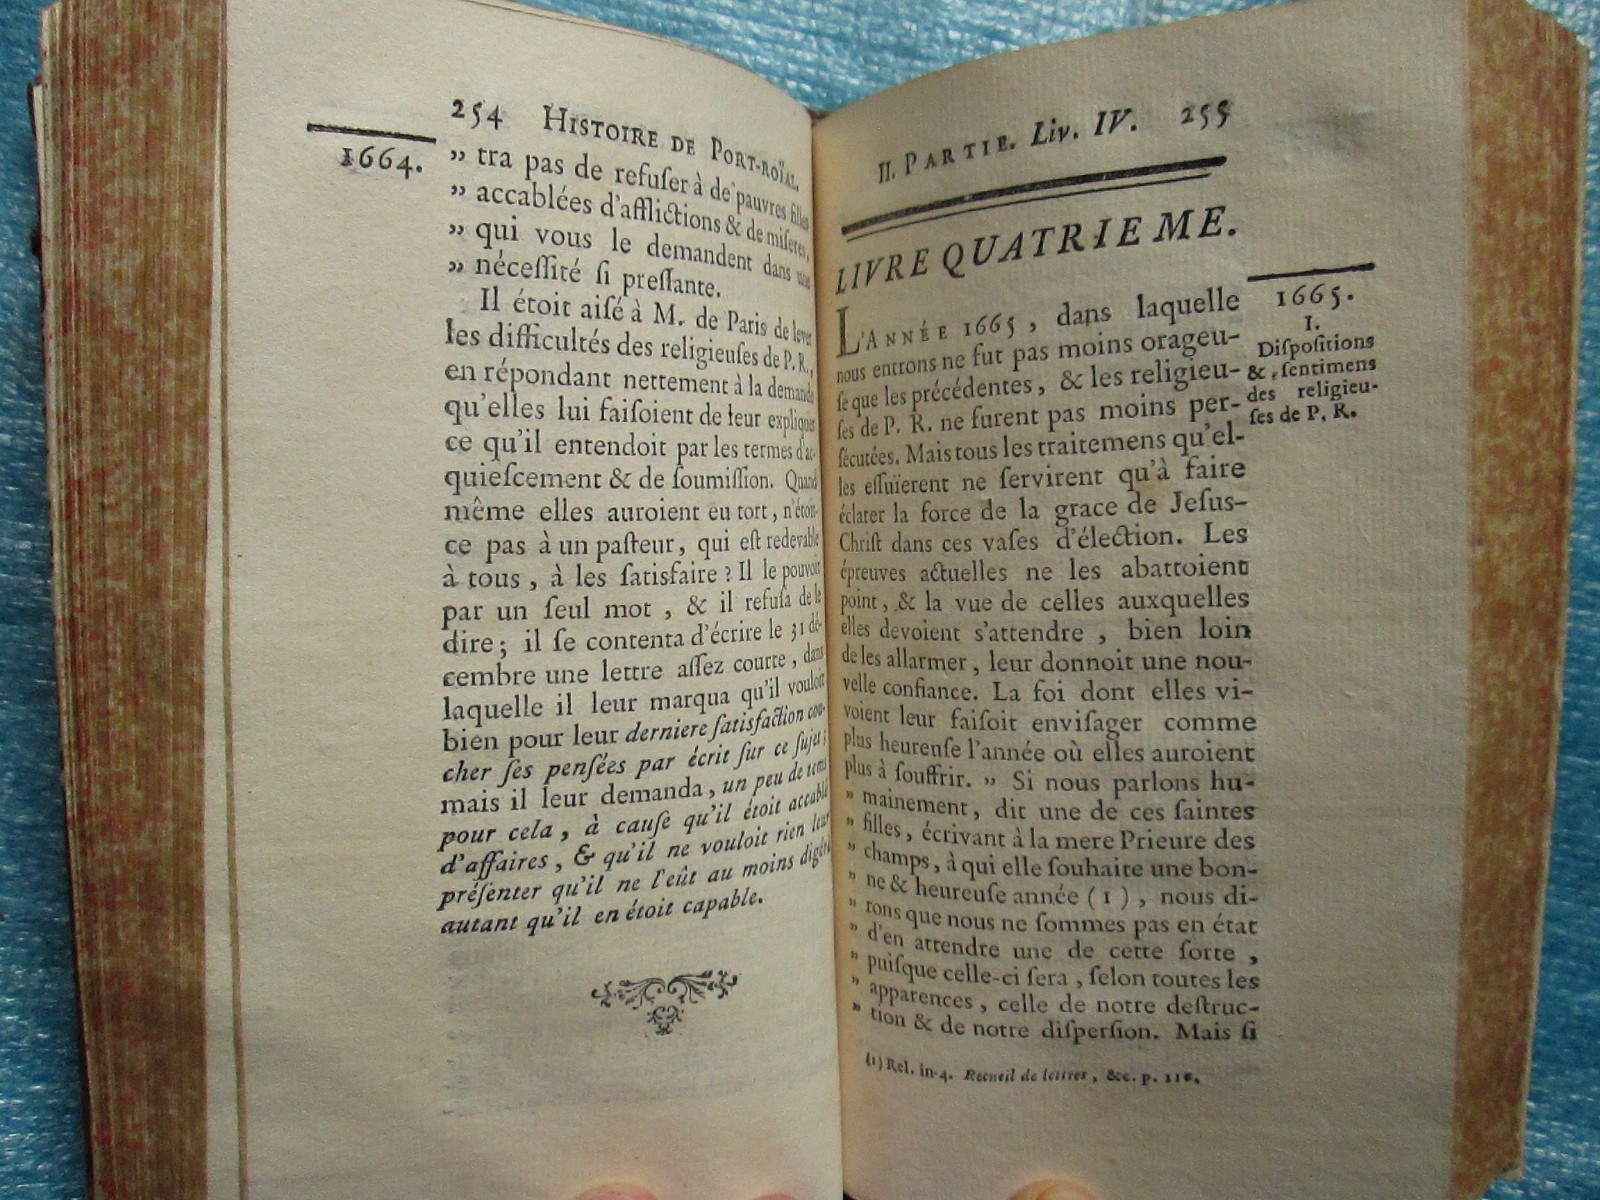 254 HISTOIRE DE PORT-ROÏAL.
1664.
„ tra pas de refuſer à de pauvres filles
„ accablées d'afflictions & de miſeres,
„ qui vous le demandent dans une
„ néceſſité ſi preſſante.
Il étoit aiſé à M. de Paris de lever
les difficultés des religieuſes de P. R.,
en répondant nettement à la demande
qu'elles lui faiſoient de leur expliquer
ce qu'il entendoit par les termes d'ac-
quieſcement & de ſoumiſſion. Quand
même elles auroient eu tort, n'étoit-
ce pas à un paſteur, qui eſt redevable
à tous, à les ſatisfaire ? Il le pouvoit
par un ſeul mot, & il refuſa de le
dire; il ſe contenta d'écrire le 31 dé-
cembre une lettre aſſez courte, dans
laquelle il leur marqua qu'il vouloit
bien pour leur derniere ſatisfaction cou-
cher ſes penſées par écrit ſur ce ſujet;
mais il leur demanda, un peu de tems
pour cela, à cauſe qu'il étoit accablé
d'affaires, & qu'il ne vouloit rien leur
préſenter qu'il ne l'eût au moins digéré
autant qu'il en étoit capable.
II. PARTIE. Liv. IV. 255
LIVRE QUATRIEME.
1665.
I.
Diſpoſitions
& ſentimens
des religieu-
ſes de P. R.
L'ANNÉE 1665, dans laquelle
nous entrons ne fut pas moins orageu-
ſe que les précédentes, & les religieu-
ſes de P. R. ne furent pas moins per-
ſécutées. Mais tous les traitemens qu'el-
les eſſuïerent ne ſervirent qu'à faire
éclater la force de la grace de Jeſus-
Chriſt dans ces vaſes d'élection. Les
épreuves actuelles ne les abattoient
point, & la vue de celles auxquelles
elles devoient s'attendre, bien loin
de les allarmer, leur donnoit une nou-
velle confiance. La foi dont elles vi-
voient leur faiſoit enviſager comme
plus heureuſe l'année où elles auroient
plus à ſouffrir. „ Si nous parlons hu-
„ mainement, dit une de ces ſaintes
„ filles, écrivant à la mere Prieure des
„ champs, à qui elle ſouhaite une bon-
„ ne & heureuſe année (1), nous di-
„ rons que nous ne ſommes pas en état
„ d'en attendre une de cette ſorte,
„ puiſque celle-ci ſera, ſelon toutes les
„ apparences, celle de notre deſtruc-
„ tion & de notre diſperſion. Mais ſi
(1) Rel. in-4. Recueil de lettres, &c. p.